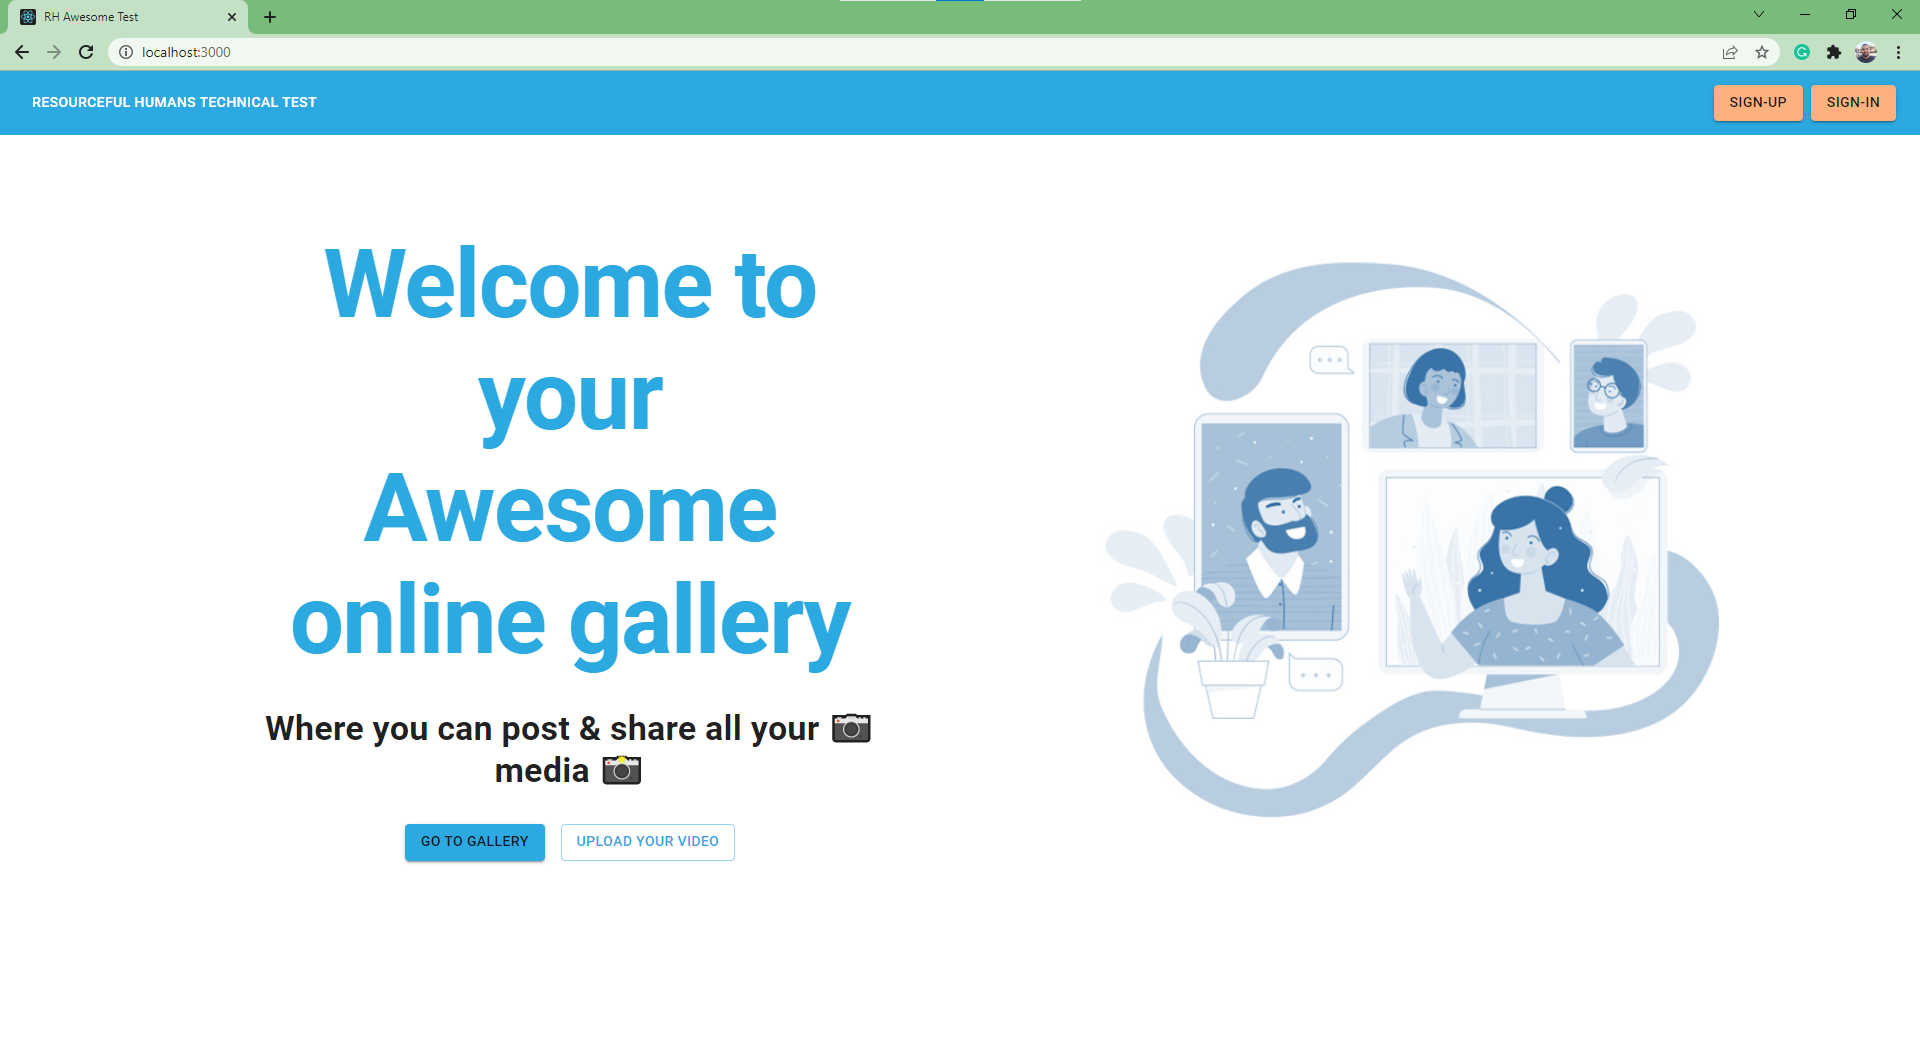 RH Awesome Test
localhost:3000
RESOURCEFUL HUMANS TECHNICAL TEST
SIGN-UP
SIGN-IN
Welcome to
your
Awesome
online gallery
Where you can post & share all your 📷
media 📸
GO TO GALLERY
UPLOAD YOUR VIDEO